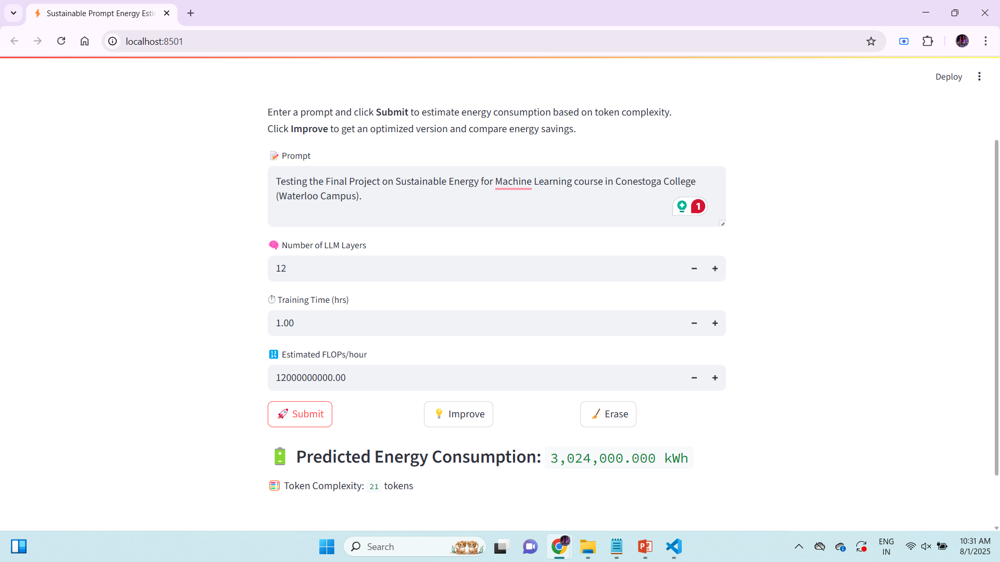 Sustainable Prompt Energy Esti
localhost:8501
Deploy
Enter a prompt and click Submit to estimate energy consumption based on token complexity.
Click Improve to get an optimized version and compare energy savings.
📝 Prompt
Testing the Final Project on Sustainable Energy for Machine Learning course in Conestoga College
(Waterloo Campus).
1
🧠 Number of LLM Layers
12
⏱ Training Time (hrs)
1.00
🔢 Estimated FLOPs/hour
12000000000.00
🚀 Submit
💡 Improve
🧹 Erase
🔋 Predicted Energy Consumption: 3,024,000.000 kWh
🧮 Token Complexity: 21 tokens
Search
ENG
IN
10:31 AM
8/1/2025